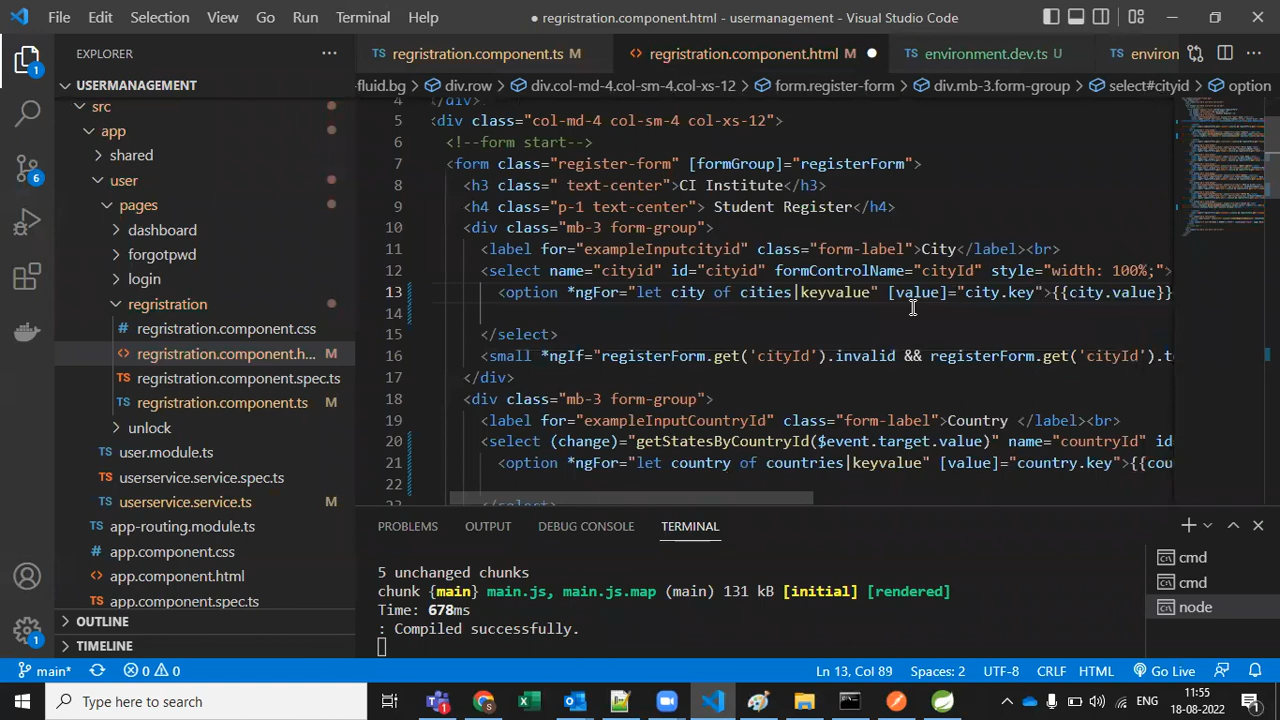 File Edit Selection View Go Run Terminal Help ● regristration.component.html - usermanagement - Visual Studio Code
EXPLORER ···
TS regristration.component.ts M
<> regristration.component.html M ●
TS environment.dev.ts U
TS environ
-fluid.bg > div.row > div.col-md-4.col-sm-4.col-xs-12 > form.register-form > div.mb-3.form-group > select#cityid > option
USERMANAGEMENT
src
app
shared
user
pages
dashboard
forgotpwd
login
regristration
# regristration.component.css
<> regristration.component.h... M
TS regristration.component.spec.ts
TS regristration.component.ts M
unlock
TS user.module.ts
TS userservice.service.spec.ts
TS userservice.service.ts M
TS app-routing.module.ts
# app.component.css
<> app.component.html
TS app.component.spec.ts
OUTLINE
TIMELINE
1
6
1
4 </div>
5 <div class="col-md-4 col-sm-4 col-xs-12">
6 <!--form start-->
7 <form class="register-form" [formGroup]="registerForm">
8 <h3 class=" text-center">CI Institute</h3>
9 <h4 class="p-1 text-center"> Student Register</h4>
10 <div class="mb-3 form-group">
11 <label for="exampleInputcityid" class="form-label">City</label><br>
12 <select name="cityid" id="cityid" formControlName="cityId" style="width: 100%;">
13 <option *ngFor="let city of cities|keyvalue" [value]="city.key">{{city.value}}
14
15 </select>
16 <small *ngIf="registerForm.get('cityId').invalid && registerForm.get('cityId').t
17 </div>
18 <div class="mb-3 form-group">
19 <label for="exampleInputCountryId" class="form-label">Country </label><br>
20 <select (change)="getStatesByCountryId($event.target.value)" name="countryId" id
21 <option *ngFor="let country of countries|keyvalue" [value]="country.key">{{cou
22
</select>
PROBLEMS OUTPUT DEBUG CONSOLE TERMINAL
5 unchanged chunks
chunk {main} main.js, main.js.map (main) 131 kB [initial] [rendered]
Time: 678ms
: Compiled successfully.
cmd
cmd
node
main* 0 0 Ln 13, Col 89 Spaces: 2 UTF-8 CRLF HTML Go Live
Type here to search
ENG
11:55
18-08-2022
1